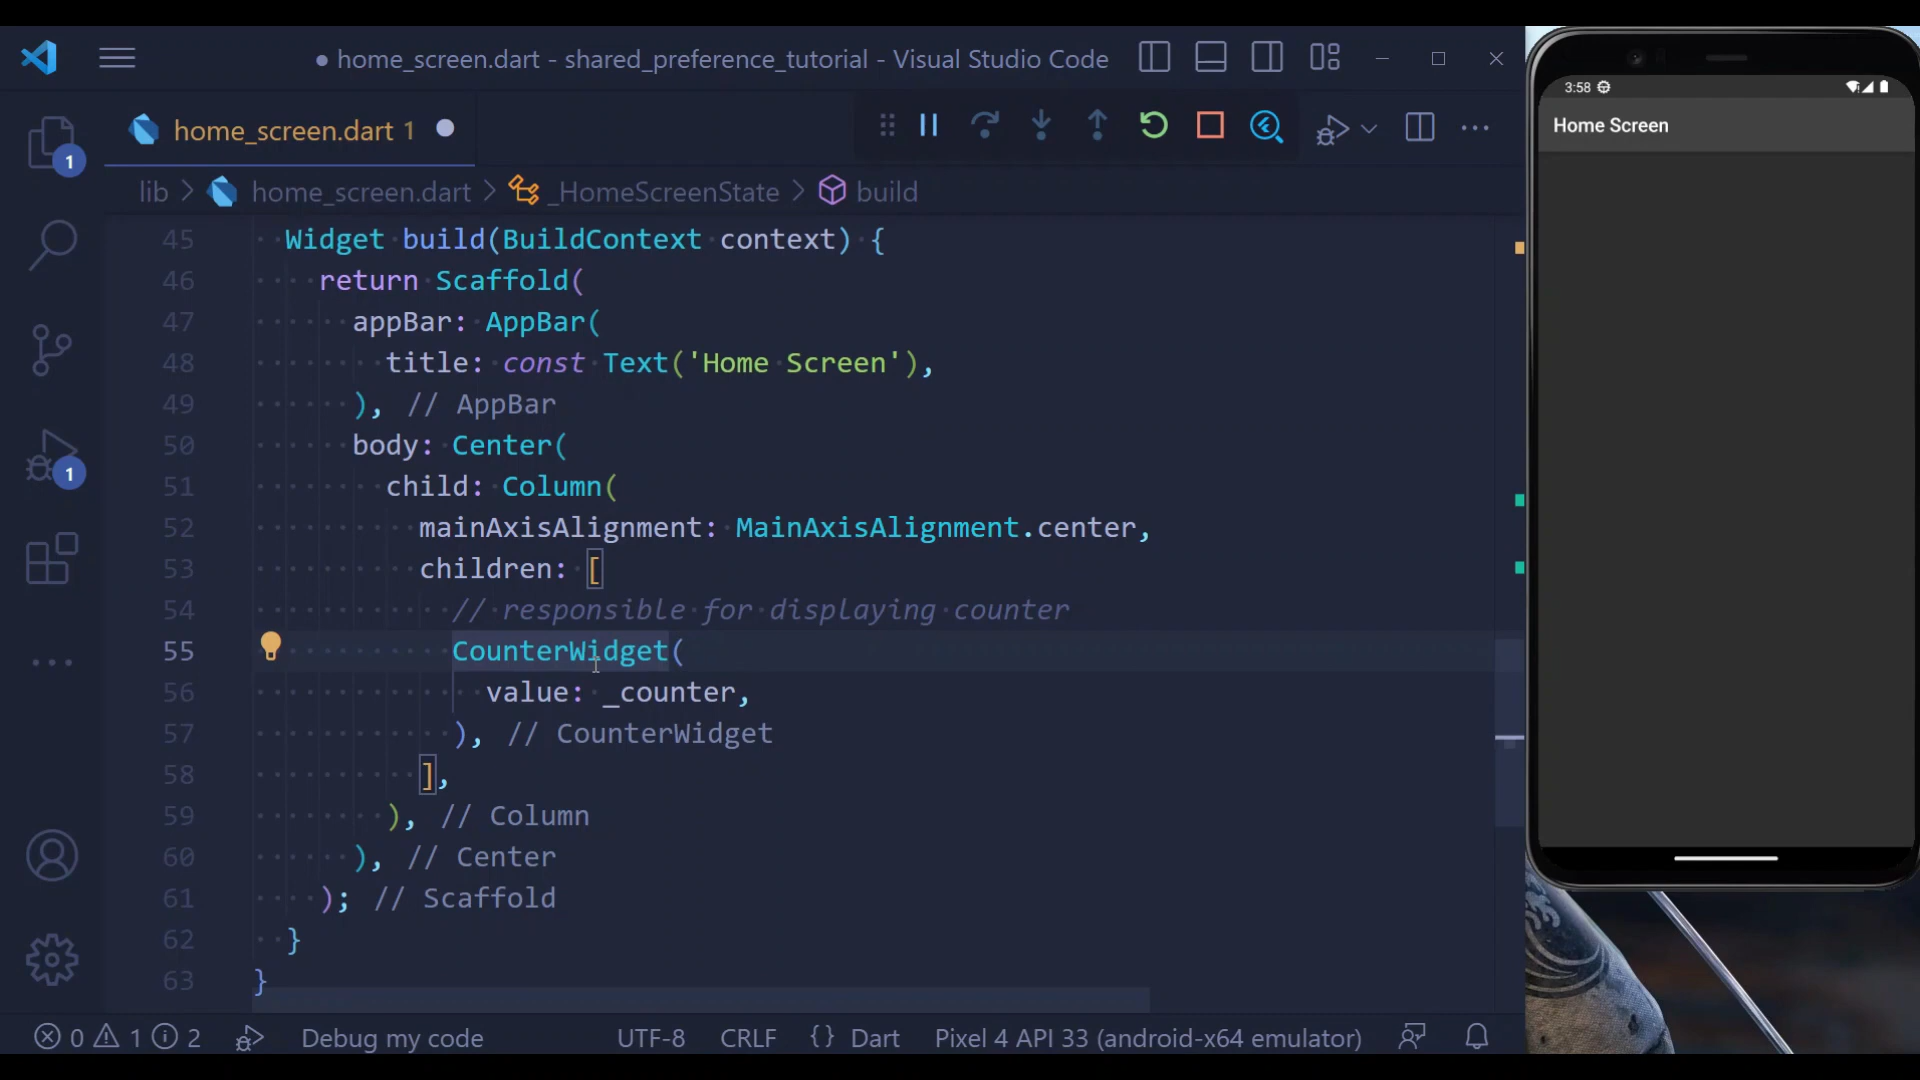 ● home_screen.dart - shared_preference_tutorial - Visual Studio Code
home_screen.dart 1
lib > home_screen.dart > _HomeScreenState > build
45 Widget build(BuildContext context) {
46 return Scaffold(
47 appBar: AppBar(
48 title: const Text('Home Screen'),
49 ), // AppBar
50 body: Center(
51 child: Column(
52 mainAxisAlignment: MainAxisAlignment.center,
53 children: [
54 // responsible for displaying counter
55 CounterWidget(
56 value: _counter,
57 ), // CounterWidget
58 ],
59 ), // Column
60 ), // Center
61 ); // Scaffold
62 }
63 }
1
1
0 1 2 Debug my code UTF-8 CRLF {} Dart Pixel 4 API 33 (android-x64 emulator)
3:58
Home Screen